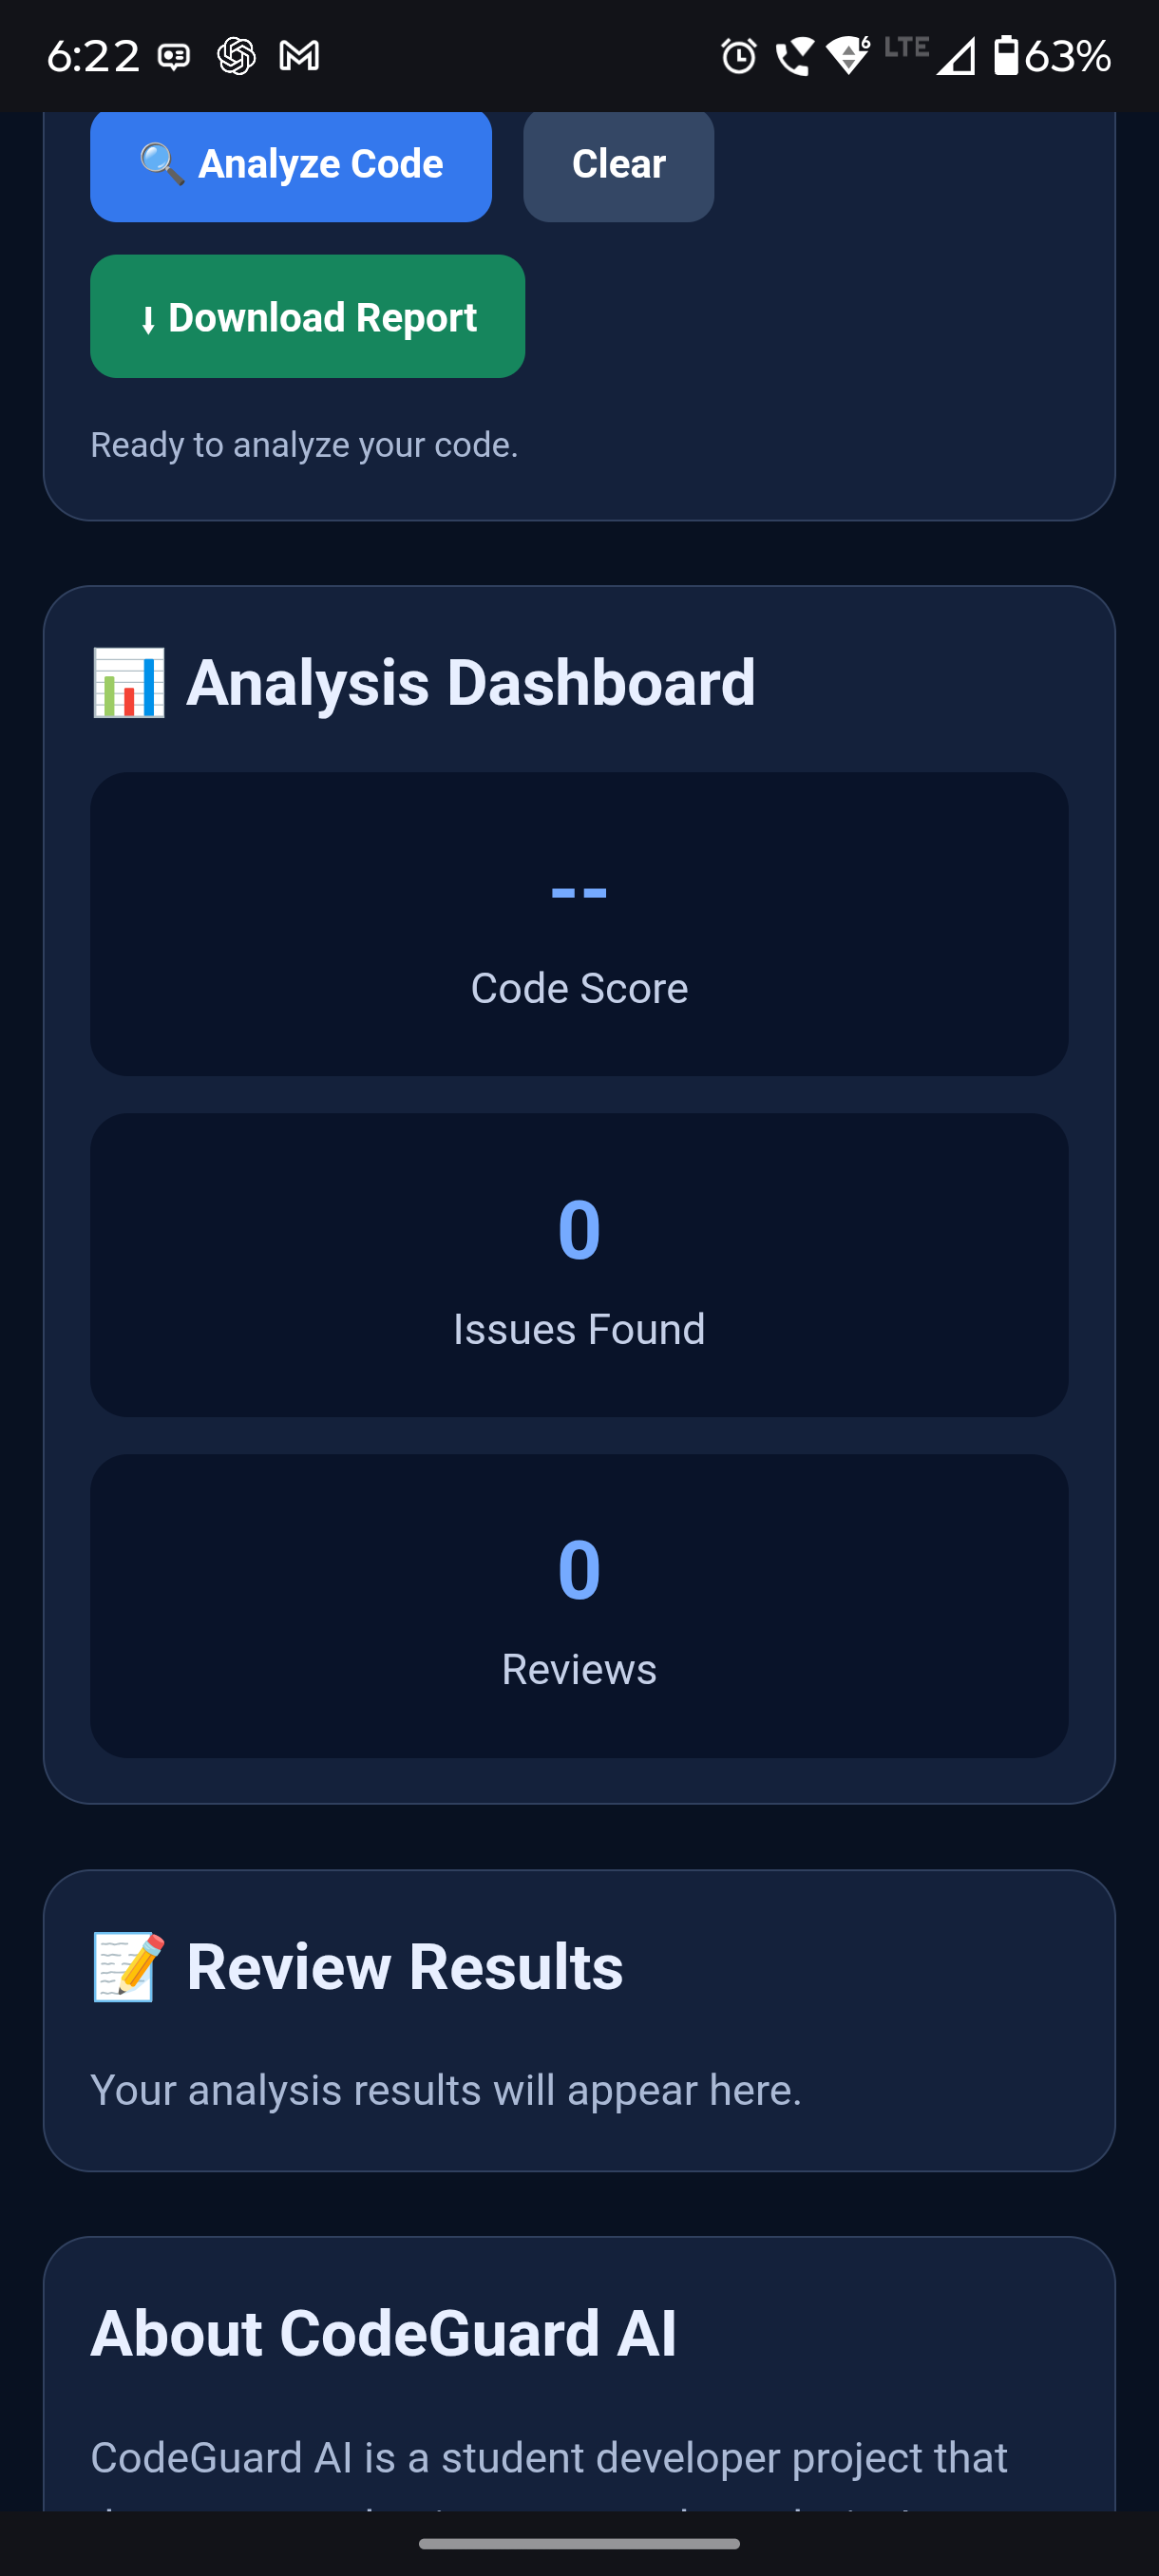 6:22 6 LTE 63%
Analyze Code Clear
Download Report
Ready to analyze your code.
Analysis Dashboard
--
Code Score
0
Issues Found
0
Reviews
Review Results
Your analysis results will appear here.
About CodeGuard AI
CodeGuard AI is a student developer project that